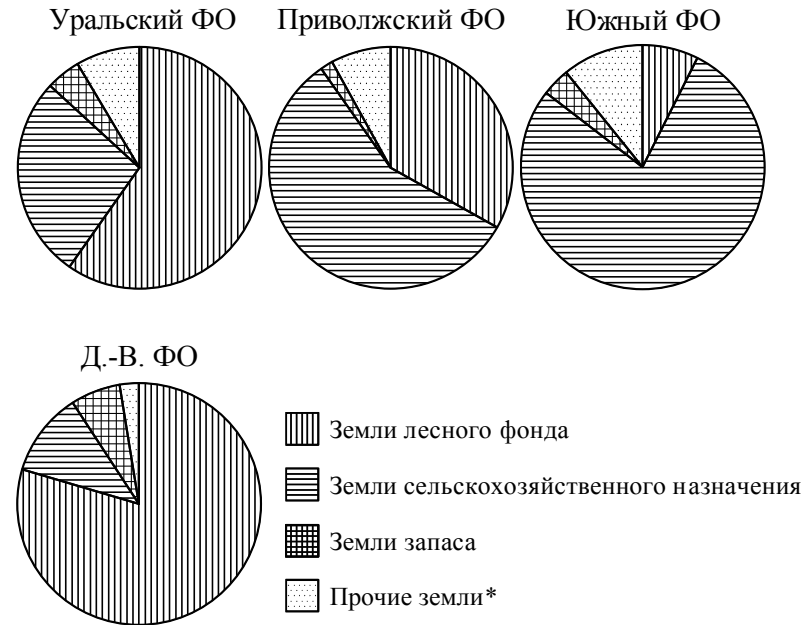 Уральский ФО
Приволжский ФО
Южный ФО
Д.-В. ФО
Земли лесного фонда
Земли сельскохозяйственного назначения
Земли запаса
Прочие земли*